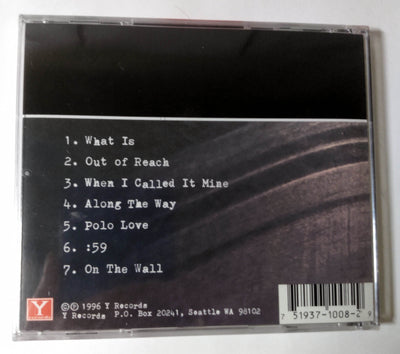 1. What Is
2. Out of Reach
3. When I Called It Mine
4. Along The Way
5. Polo Love
6. :59
7. On The Wall
Y
©℗ 1996 Y Records
Y Records P.O. Box 20241, Seattle WA 98102
7 51937-1008-2 9